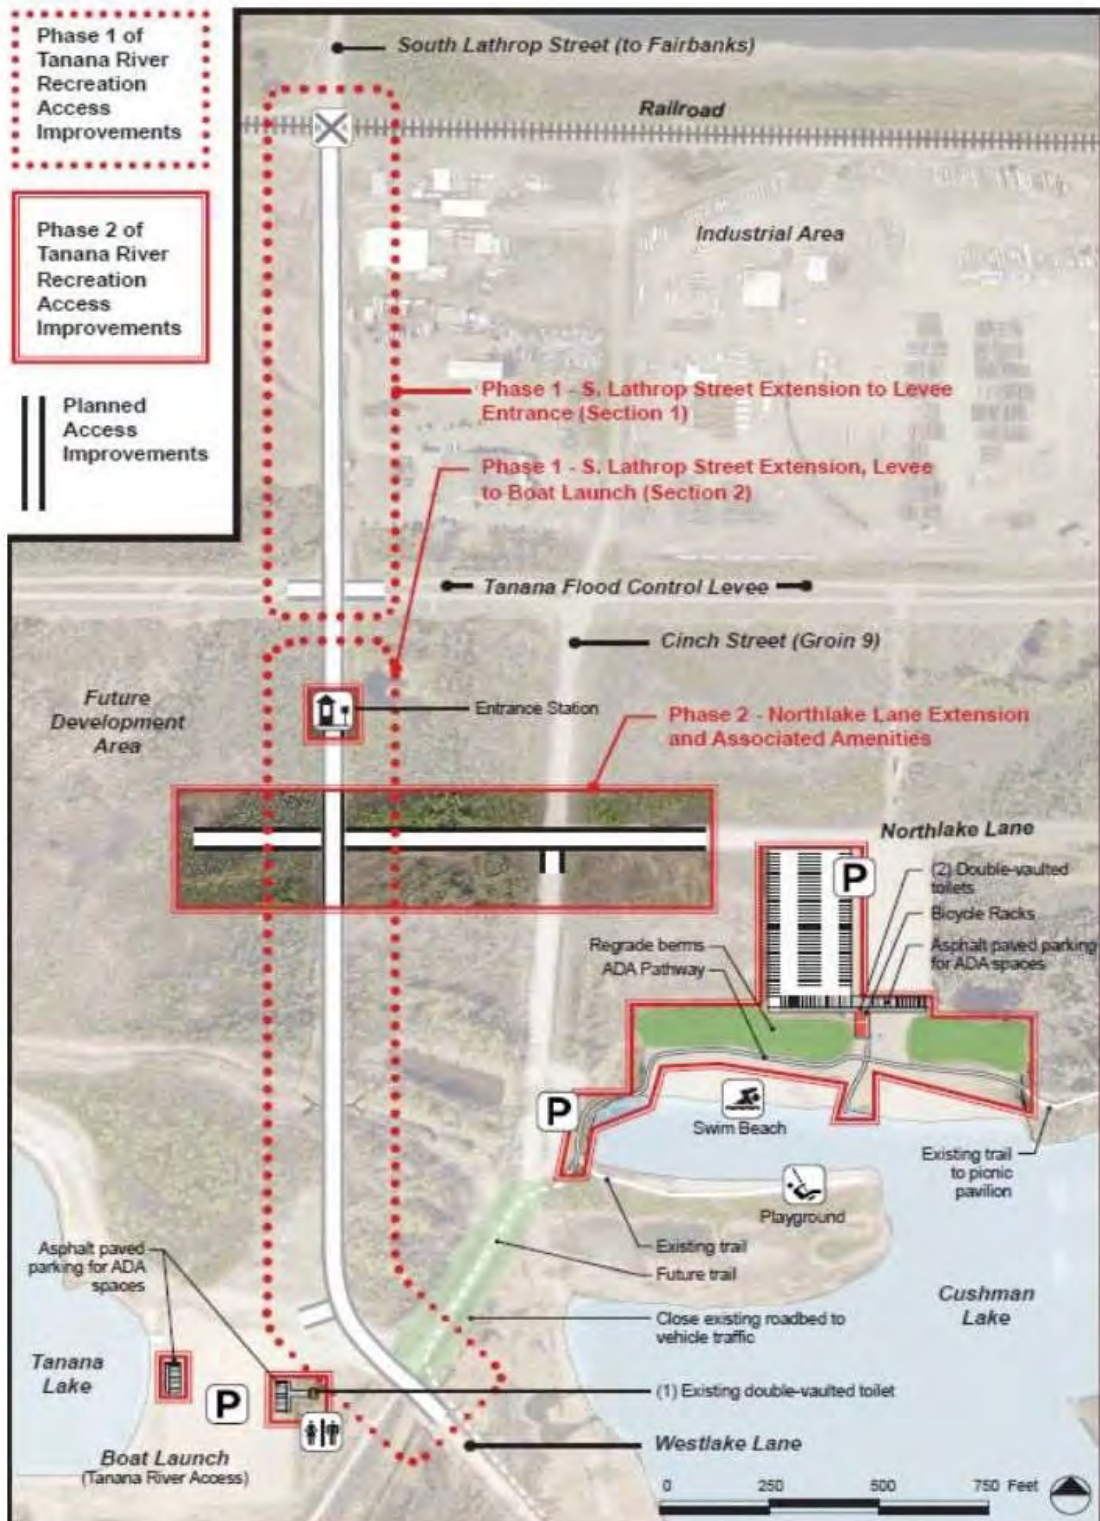 Phase 1 of
Tanana River
Recreation
Access
Improvements
Phase 2 of
Tanana River
Recreation
Access
Improvements
Planned
Access
Improvements
South Lathrop Street (to Fairbanks)
Railroad
Industrial Area
Phase 1 - S. Lathrop Street Extension to Levee
Entrance (Section 1)
Phase 1 - S. Lathrop Street Extension, Levee
to Boat Launch (Section 2)
Tanana Flood Control Levee
Cinch Street (Groin 9)
Future
Development
Area
Entrance Station
Phase 2 - Northlake Lane Extension
and Associated Amenities
Northlake Lane
P
(2) Double-vaulted
toilets
Bicycle Racks
Asphalt paved parking
for ADA spaces
Regrade berms
ADA Pathway
P
Swim Beach
Existing trail
to picnic
pavilion
Playground
Existing trail
Future trail
Close existing roadbed to
vehicle traffic
Cushman
Lake
Asphalt paved
parking for ADA
spaces
Tanana
Lake
P
(1) Existing double-vaulted toilet
Boat Launch
(Tanana River Access)
Westlake Lane
0 250 500 750 Feet